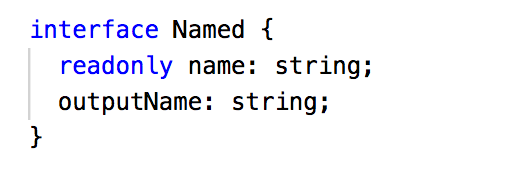 interface Named {
  readonly name: string;
  outputName: string;
}